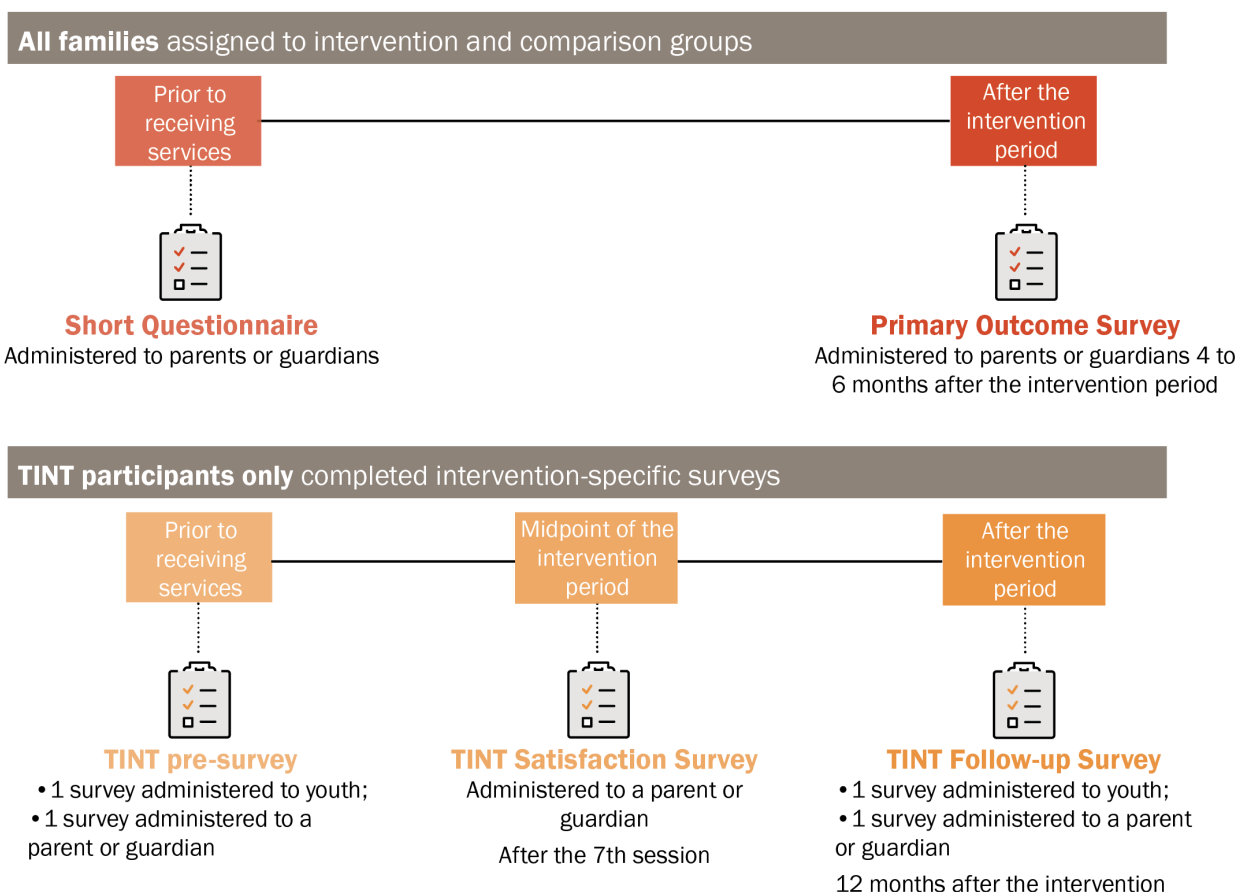 All families assigned to intervention and comparison groups
Prior to
receiving
services
After the
intervention
period
Short Questionnaire
Administered to parents or guardians
Primary Outcome Survey
Administered to parents or guardians 4 to
6 months after the intervention period
TINT participants only completed intervention-specific surveys
Prior to
receiving
services
Midpoint of the
intervention
period
After the
intervention
period
TINT pre-survey
• 1 survey administered to youth;
• 1 survey administered to a
parent or guardian
TINT Satisfaction Survey
Administered to a parent or
guardian
After the 7th session
TINT Follow-up Survey
• 1 survey administered to youth;
• 1 survey administered to a parent
or guardian
12 months after the intervention